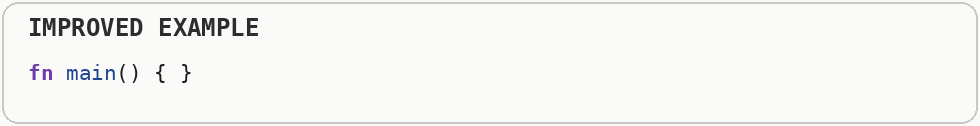 IMPROVED EXAMPLE
fn main() { }